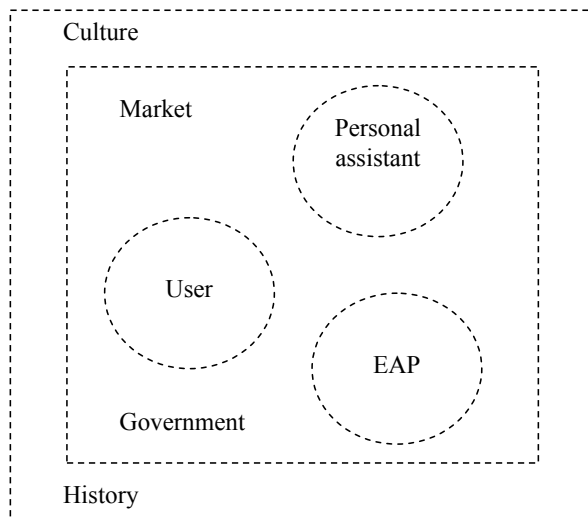 Culture
Market
Personal
assistant
User
EAP
Government
History